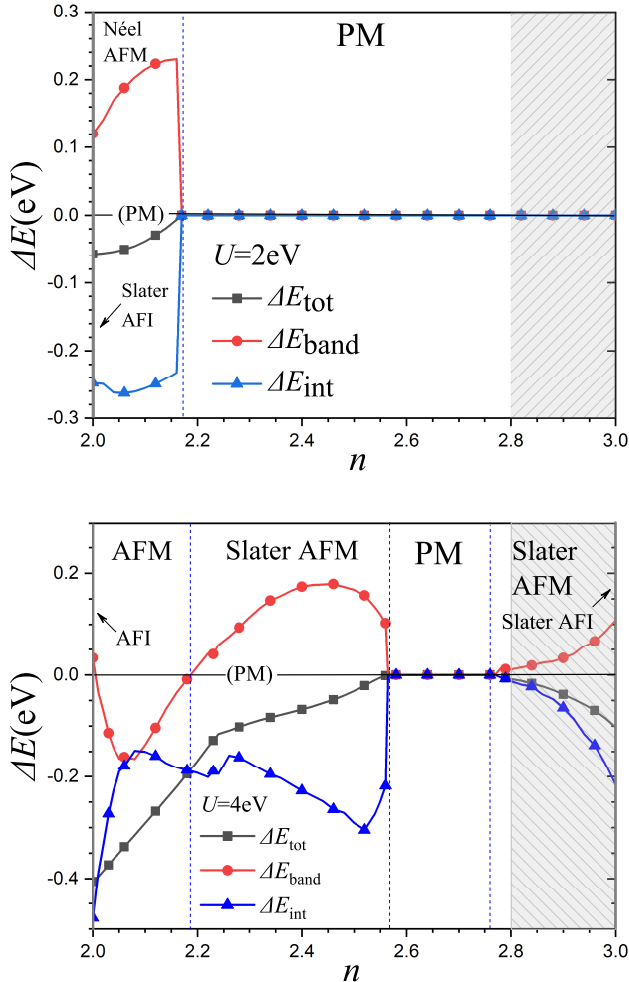 Néel
AFM
PM
0.3
0.2
0.1
0.0
-0.1
-0.2
-0.3
ΔE(eV)
(PM)
U=2eV
Slater
AFI
ΔEtot
ΔEband
ΔEint
2.0 2.2 2.4 2.6 2.8 3.0
n
AFM Slater AFM PM Slater
AFM
0.2
0.0
-0.2
-0.4
ΔE(eV)
AFI
Slater AFI
(PM)
U=4eV
ΔEtot
ΔEband
ΔEint
2.0 2.2 2.4 2.6 2.8 3.0
n